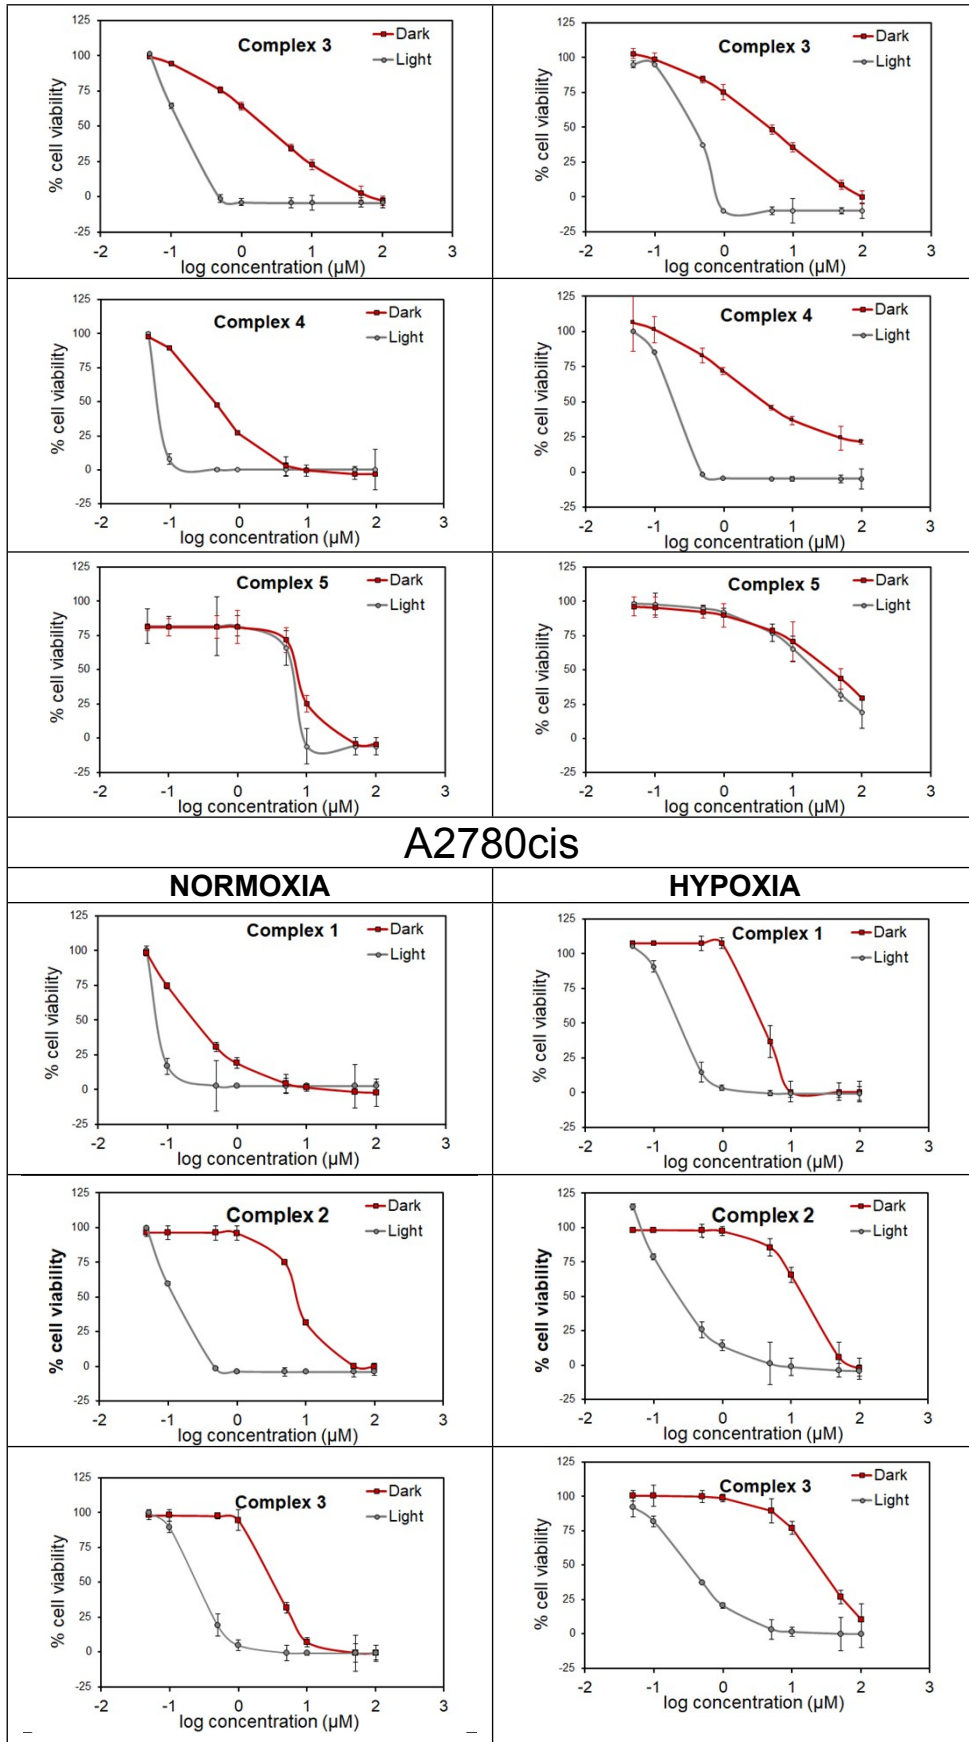 125
100
75
50
25
0
-25
-2
-1
0
1
2
3
% cell viability
log concentration (µM)
Complex 3
Dark
Light
125
100
75
50
25
0
-25
-2
-1
0
1
2
3
% cell viability
log concentration (µM)
Complex 3
Dark
Light
125
100
75
50
25
0
-25
-2
-1
0
1
2
3
% cell viability
log concentration (µM)
Complex 4
Dark
Light
125
100
75
50
25
0
-25
-2
-1
0
1
2
3
% cell viability
log concentration (µM)
Complex 4
Dark
Light
125
100
75
50
25
0
-25
-2
-1
0
1
2
3
% cell viability
log concentration (µM)
Complex 5
Dark
Light
125
100
75
50
25
0
-25
-2
-1
0
1
2
3
% cell viability
log concentration (µM)
Complex 5
Dark
Light
A2780cis
NORMOXIA
HYPOXIA
125
100
75
50
25
0
-25
-2
-1
0
1
2
3
% cell viability
log concentration (µM)
Complex 1
Dark
Light
125
100
75
50
25
0
-25
-2
-1
0
1
2
3
% cell viability
log concentration (µM)
Complex 1
Dark
Light
125
100
75
50
25
0
-25
-2
-1
0
1
2
3
% cell viability
log concentration (µM)
Complex 2
Dark
Light
125
100
75
50
25
0
-25
-2
-1
0
1
2
3
% cell viability
log concentration (µM)
Complex 2
Dark
Light
125
100
75
50
25
0
-25
-2
-1
0
1
2
3
% cell viability
log concentration (µM)
Complex 3
Dark
Light
125
100
75
50
25
0
-25
-2
-1
0
1
2
3
% cell viability
log concentration (µM)
Complex 3
Dark
Light